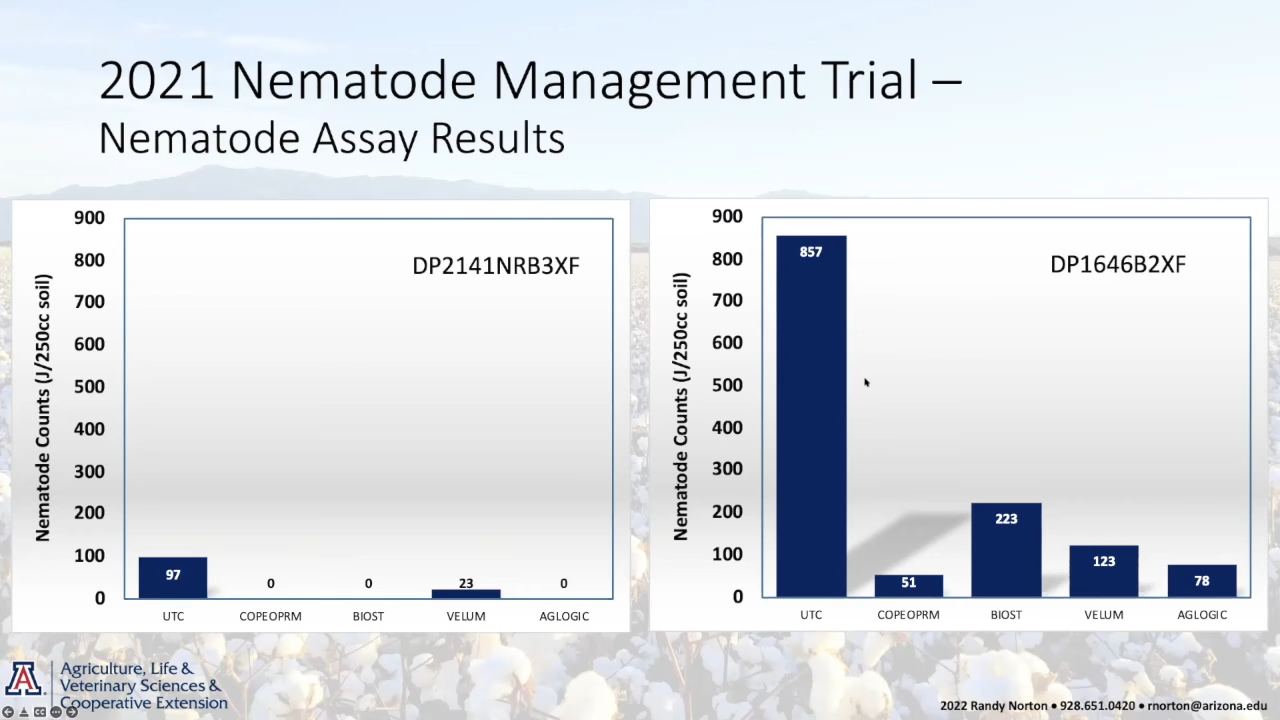 2021 Nematode Management Trial –
Nematode Assay Results
Nematode Counts (J/250cc soil)
900
800
700
600
500
400
300
200
100
0
DP2141NRB3XF
97
0
0
23
0
UTC
COPEOPRM
BIOST
VELUM
AGLOGIC
Nematode Counts (J/250cc soil)
900
800
700
600
500
400
300
200
100
0
DP1646B2XF
857
51
223
123
78
UTC
COPEOPRM
BIOST
VELUM
AGLOGIC
A
Agriculture, Life &
Veterinary Sciences &
Cooperative Extension
2022 Randy Norton • 928.651.0420 • rnorton@arizona.edu